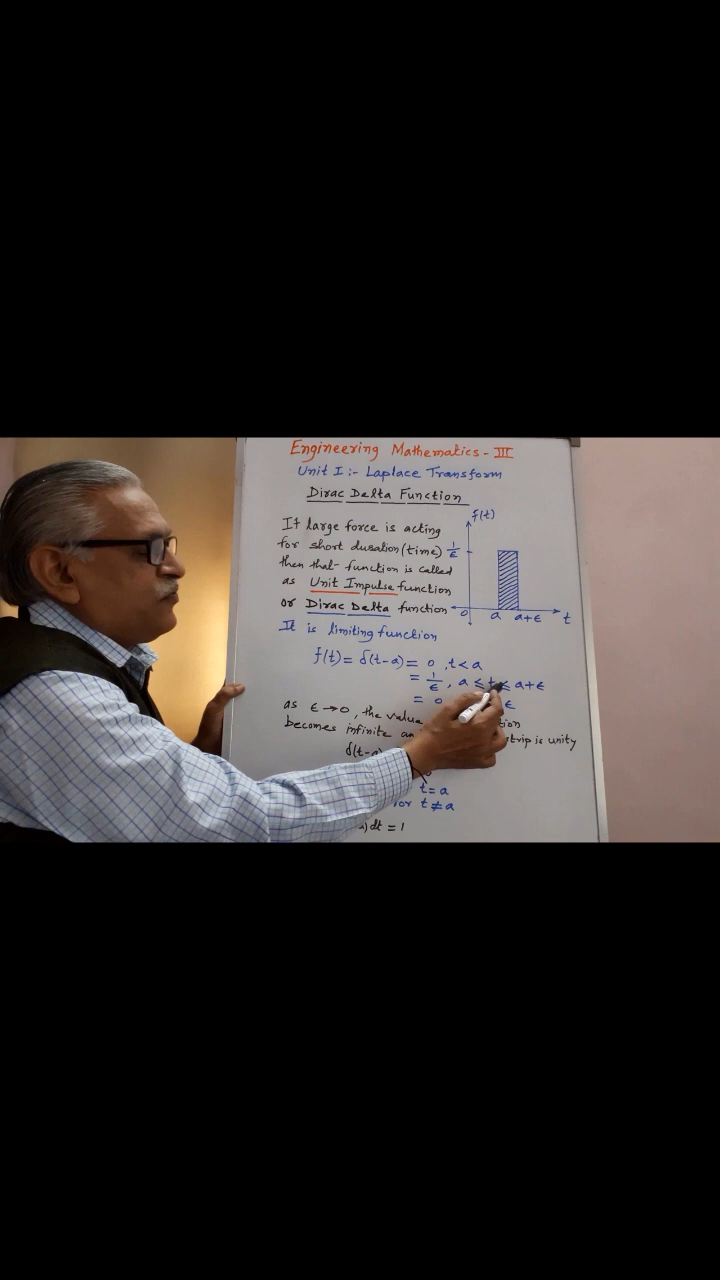 Engineering Mathematics - III
Unit I :- Laplace Transform
Dirac Delta Function
If large force is acting
for short duration (time)
then that function is called
as Unit Impulse function
or Dirac Delta function
f(t)
1/ε
0 a a+ε t
It is limiting function
f(t) = δ(t-a) = 0 , t < a
= 1/ε , a ≤ t ≤ a+ε
= 0 ε
as ε → 0 , the value
becomes infinite strip is unity
δ(t-a)
t = a
for t ≠ a
) dt = 1